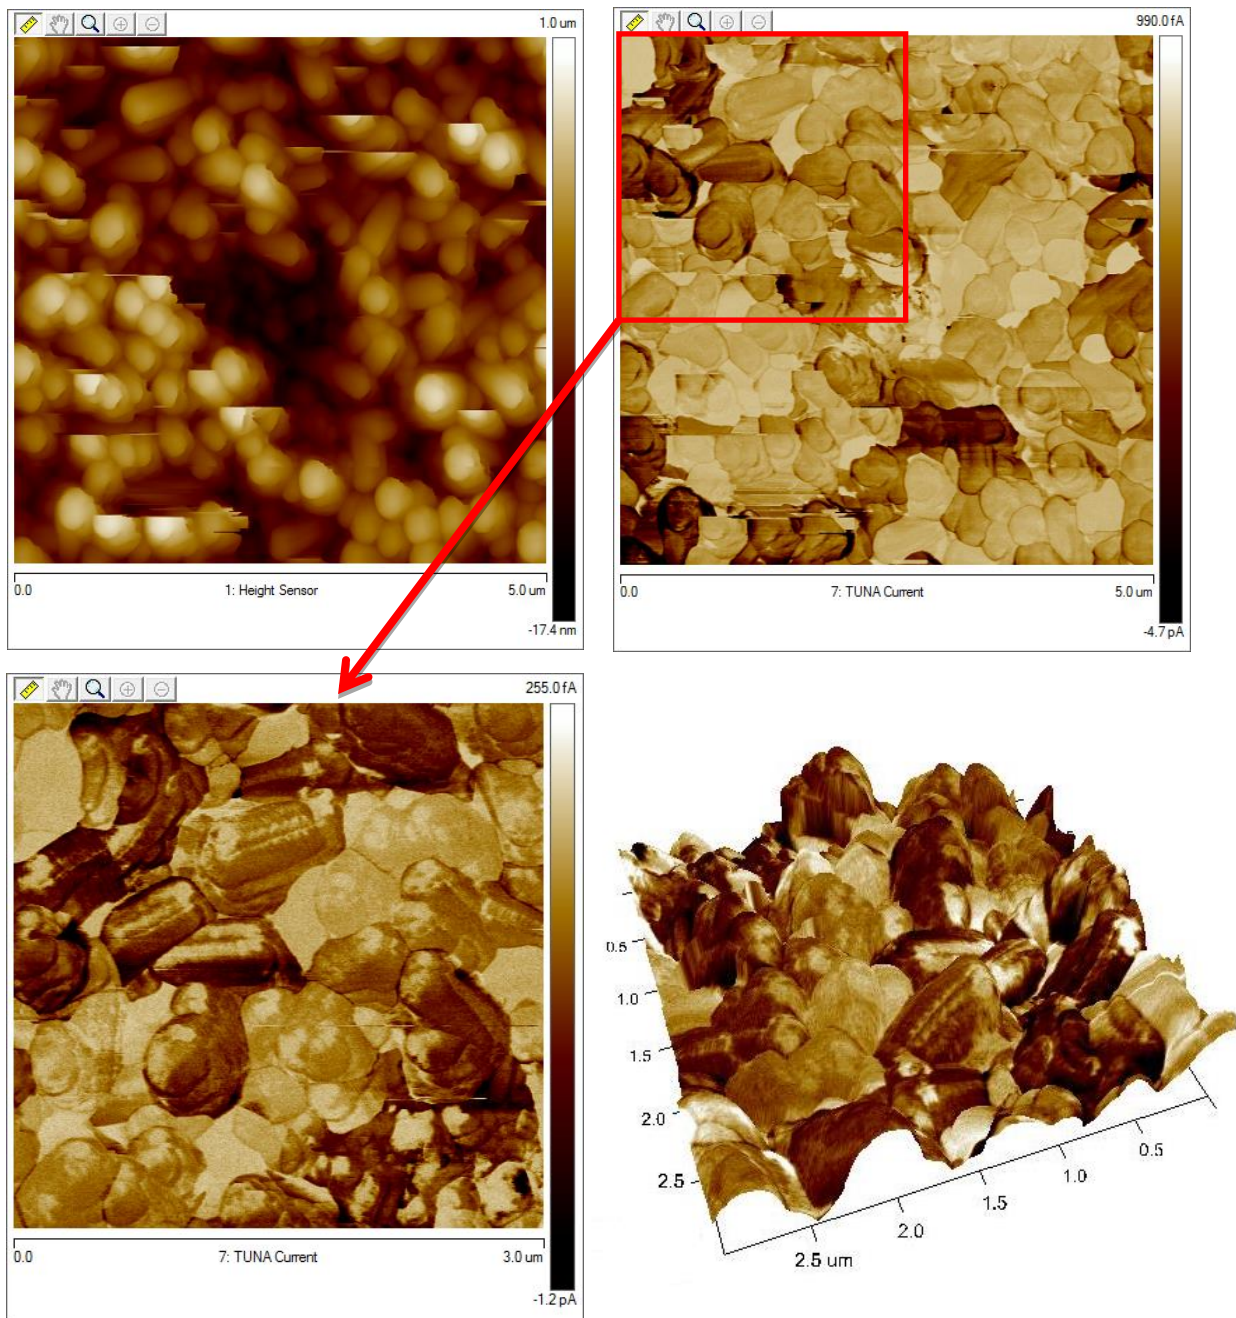 1.0 um
0.0 1: Height Sensor 5.0 um
-17.4 nm
990.0 fA
0.0 7: TUNA Current 5.0 um
-4.7 pA
255.0 fA
0.0 7: TUNA Current 3.0 um
-1.2 pA
0.5
1.0
1.5
2.0
2.5
2.5 um
2.0
1.5
1.0
0.5